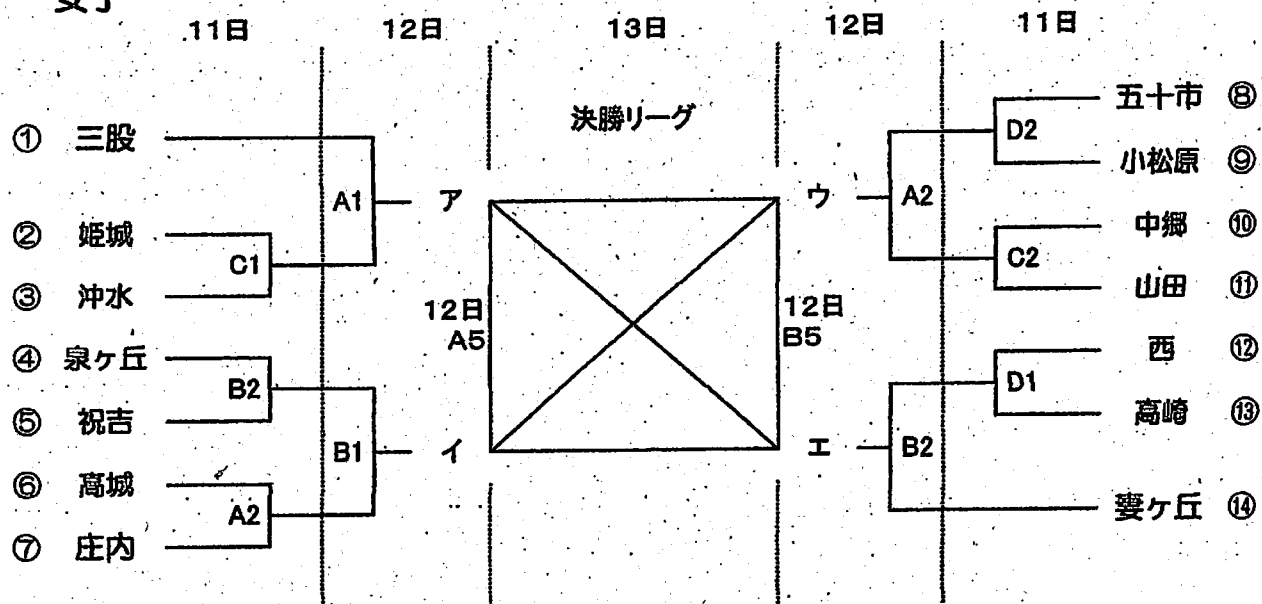 女子
11日 12日 13日 12日 11日
決勝リーグ
① 三股
② 姫城
③ 沖水
④ 泉ヶ丘
⑤ 祝吉
⑥ 高城
⑦ 庄内
C1
B2
A2
A1
B1
ア
イ
12日
A5
12日
B5
ウ
エ
A2
B2
D2
C2
D1
五十市 ⑧
小松原 ⑨
中郷 ⑩
山田 ⑪
西 ⑫
高崎 ⑬
妻ヶ丘 ⑭